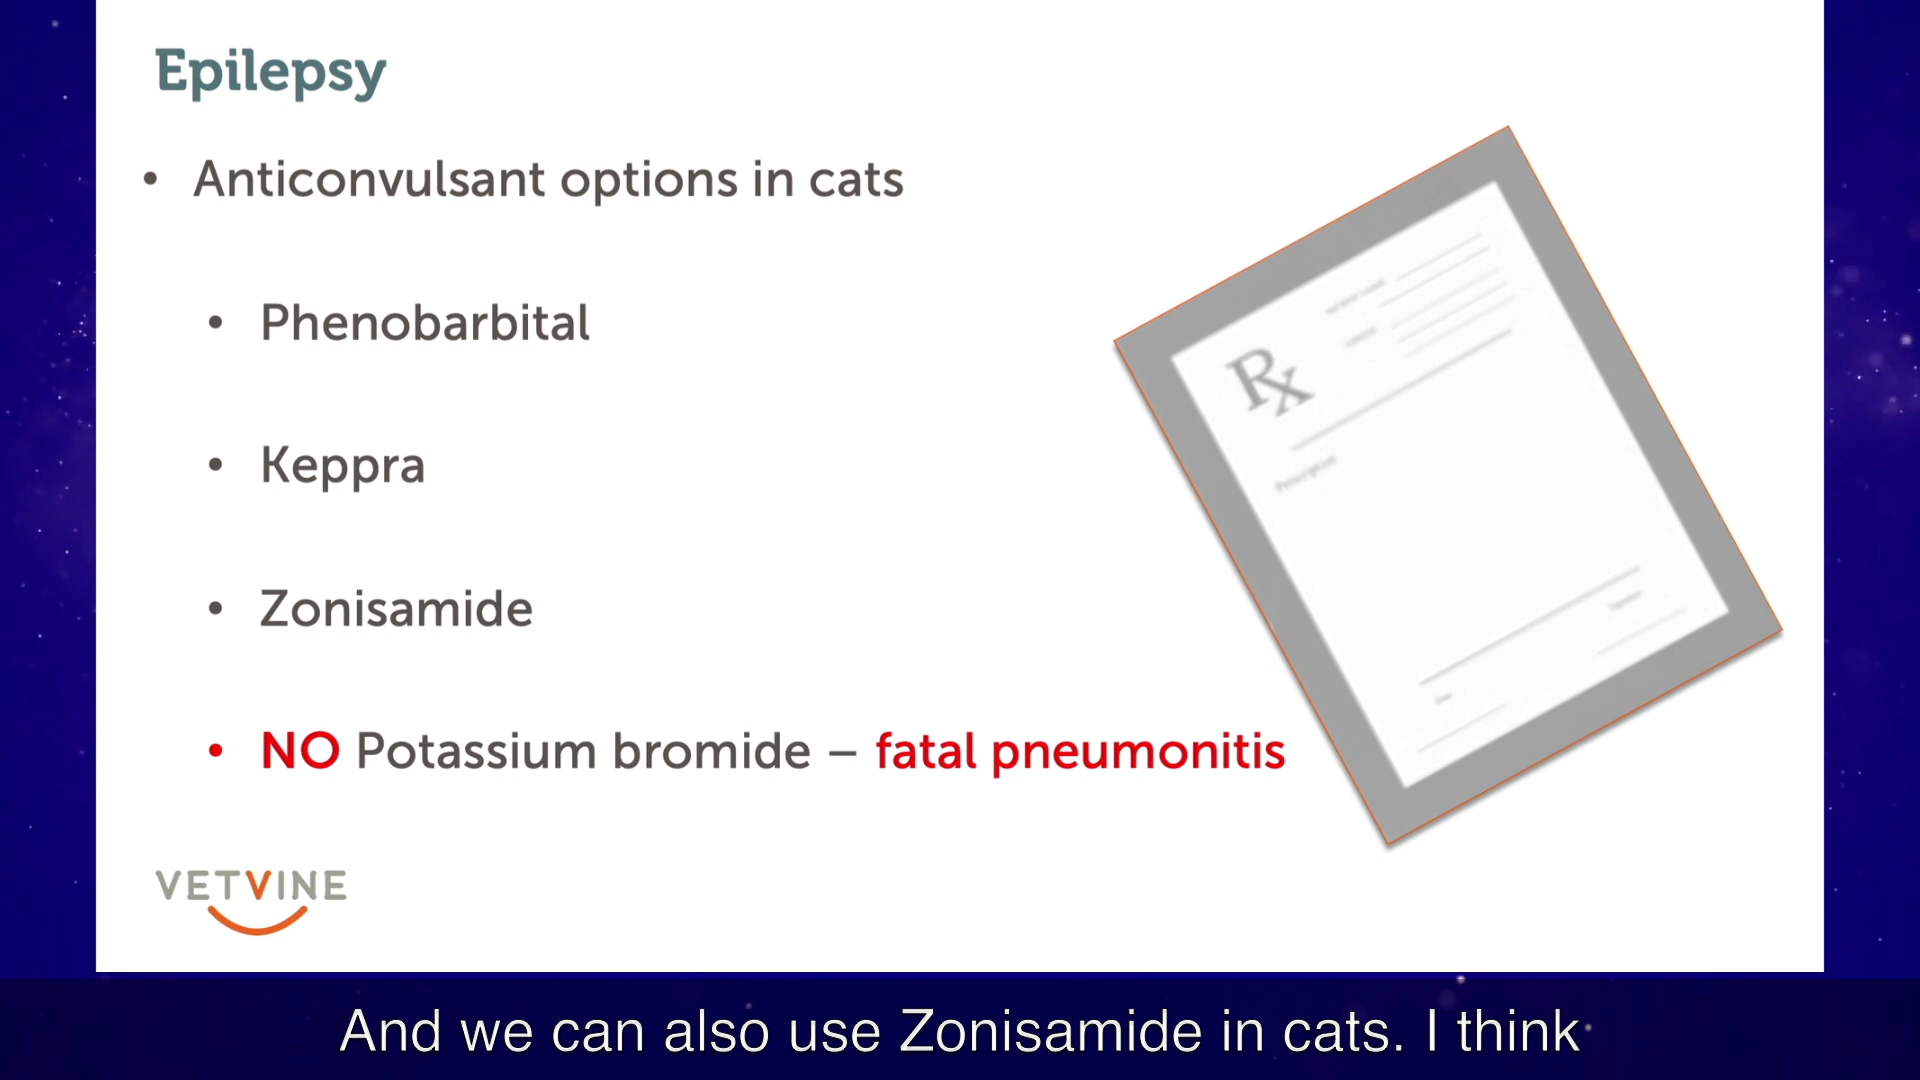 Epilepsy
• Anticonvulsant options in cats
• Phenobarbital
• Keppra
• Zonisamide
• NO Potassium bromide – fatal pneumonitis
Rx
VETVINE
And we can also use Zonisamide in cats. I think